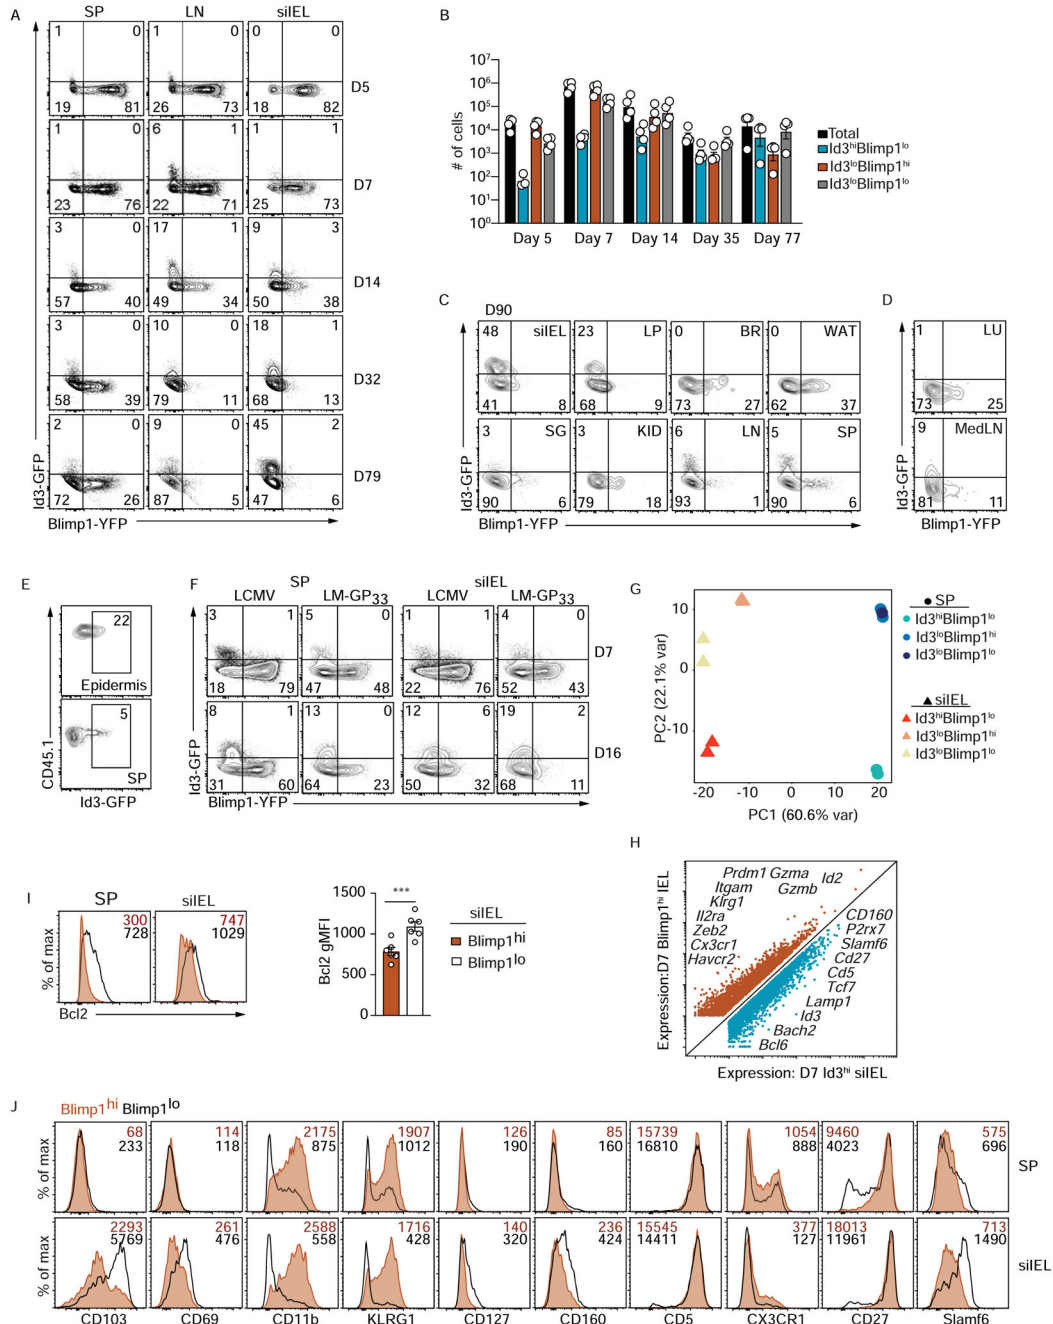 A
SP LN siIEL
1 0 1 0 0 0
19 81 26 73 18 82
D5
1 0 6 1 1 1
23 76 22 71 25 73
D7
3 0 17 1 9 3
57 40 49 34 50 38
D14
3 0 10 0 18 1
58 39 79 11 68 13
D32
2 0 9 0 45 2
72 26 87 5 47 6
D79
Id3-GFP
Blimp1-YFP
B
# of cells
10⁷
10⁶
10⁵
10⁴
10³
10²
10¹
10⁰
Day 5 Day 7 Day 14 Day 35 Day 77
Total
Id3ʰⁱBlimp1ˡᵒ
Id3ˡᵒBlimp1ʰⁱ
Id3ˡᵒBlimp1ˡᵒ
C
D90
48 siIEL 23 LP 0 BR 0 WAT
41 8 68 9 73 27 62 37
3 SG 3 KID 6 LN 5 SP
90 6 79 18 93 1 90 6
Id3-GFP
Blimp1-YFP
D
1 LU
73 25
9 MedLN
81 11
Id3-GFP
Blimp1-YFP
E
22
Epidermis
5
SP
CD45.1
Id3-GFP
F
SP siIEL
LCMV LM-GP₃₃ LCMV LM-GP₃₃
3 1 5 0 1 1 4 0
18 79 47 48 22 76 52 43
D7
8 1 13 0 12 6 19 2
31 60 64 23 50 32 68 11
D16
Id3-GFP
Blimp1-YFP
G
10
0
-10
PC2 (22.1% var)
-20 -10 0 10 20
PC1 (60.6% var)
SP
Id3ʰⁱBlimp1ˡᵒ
Id3ˡᵒBlimp1ʰⁱ
Id3ˡᵒBlimp1ˡᵒ
siIEL
Id3ʰⁱBlimp1ˡᵒ
Id3ˡᵒBlimp1ʰⁱ
Id3ˡᵒBlimp1ˡᵒ
H
Prdm1 Gzma Id2
Itgam Gzmb
Klrg1
Il2ra
Zeb2
Cx3cr1
Havcr2
CD160
P2rx7
Slamf6
Cd27
Cd5
Tcf7
Lamp1
Id3
Bach2
Bcl6
Expression:D7 Blimp1ʰⁱ IEL
Expression: D7 Id3ʰⁱ siIEL
I
SP siIEL
300 747
728 1029
% of max
Bcl2
1500
1000
500
0
Bcl2 gMFI
***
siIEL
Blimp1ʰⁱ
Blimp1ˡᵒ
J
Blimp1ʰⁱ Blimp1ˡᵒ
68 114 2175 1907 126 85 15739 1054 9460 575
233 118 875 1012 190 160 16810 888 4023 696
% of max
SP
2293 261 2588 1716 140 236 15545 377 18013 713
5769 476 558 428 320 424 14411 127 11961 1490
% of max
siIEL
CD103 CD69 CD11b KLRG1 CD127 CD160 CD5 CX3CR1 CD27 Slamf6